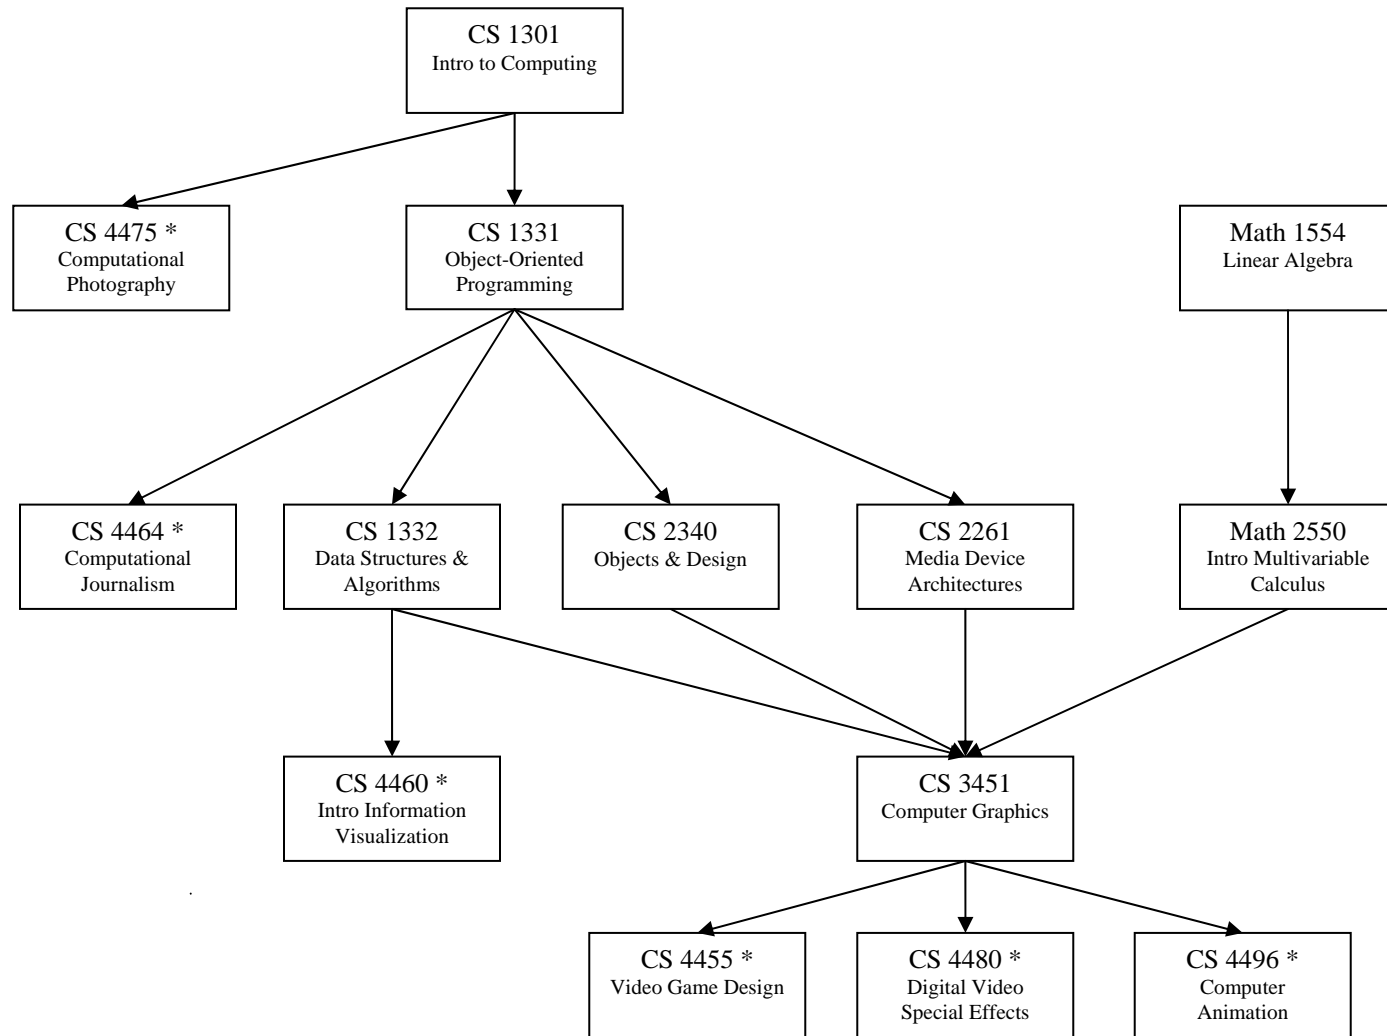 CS 1301
Intro to Computing
CS 4475 *
Computational
Photography
CS 1331
Object-Oriented
Programming
Math 1554
Linear Algebra
CS 4464 *
Computational
Journalism
CS 1332
Data Structures &
Algorithms
CS 2340
Objects & Design
CS 2261
Media Device
Architectures
Math 2550
Intro Multivariable
Calculus
CS 4460 *
Intro Information
Visualization
CS 3451
Computer Graphics
CS 4455 *
Video Game Design
CS 4480 *
Digital Video
Special Effects
CS 4496 *
Computer
Animation